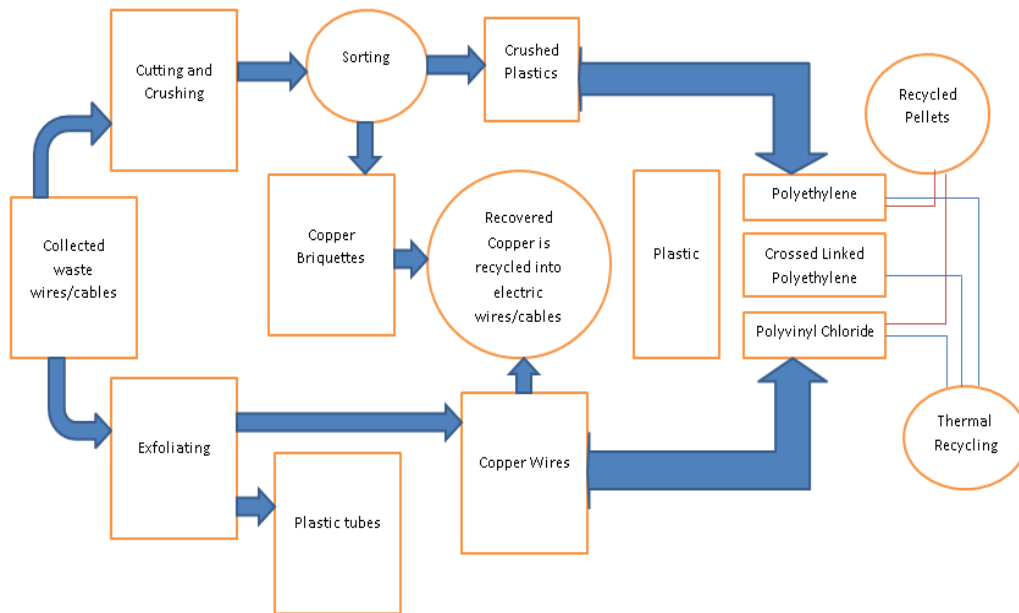 Cutting and
Crushing
Sorting
Crushed
Plastics
Recycled
Pellets
Polyethylene
Collected
waste
wires/cables
Copper
Briquettes
Recovered
Copper is
recycled into
electric
wires/cables
Plastic
Crossed Linked
Polyethylene
Polyvinyl Chloride
Exfoliating
Copper Wires
Thermal
Recycling
Plastic tubes